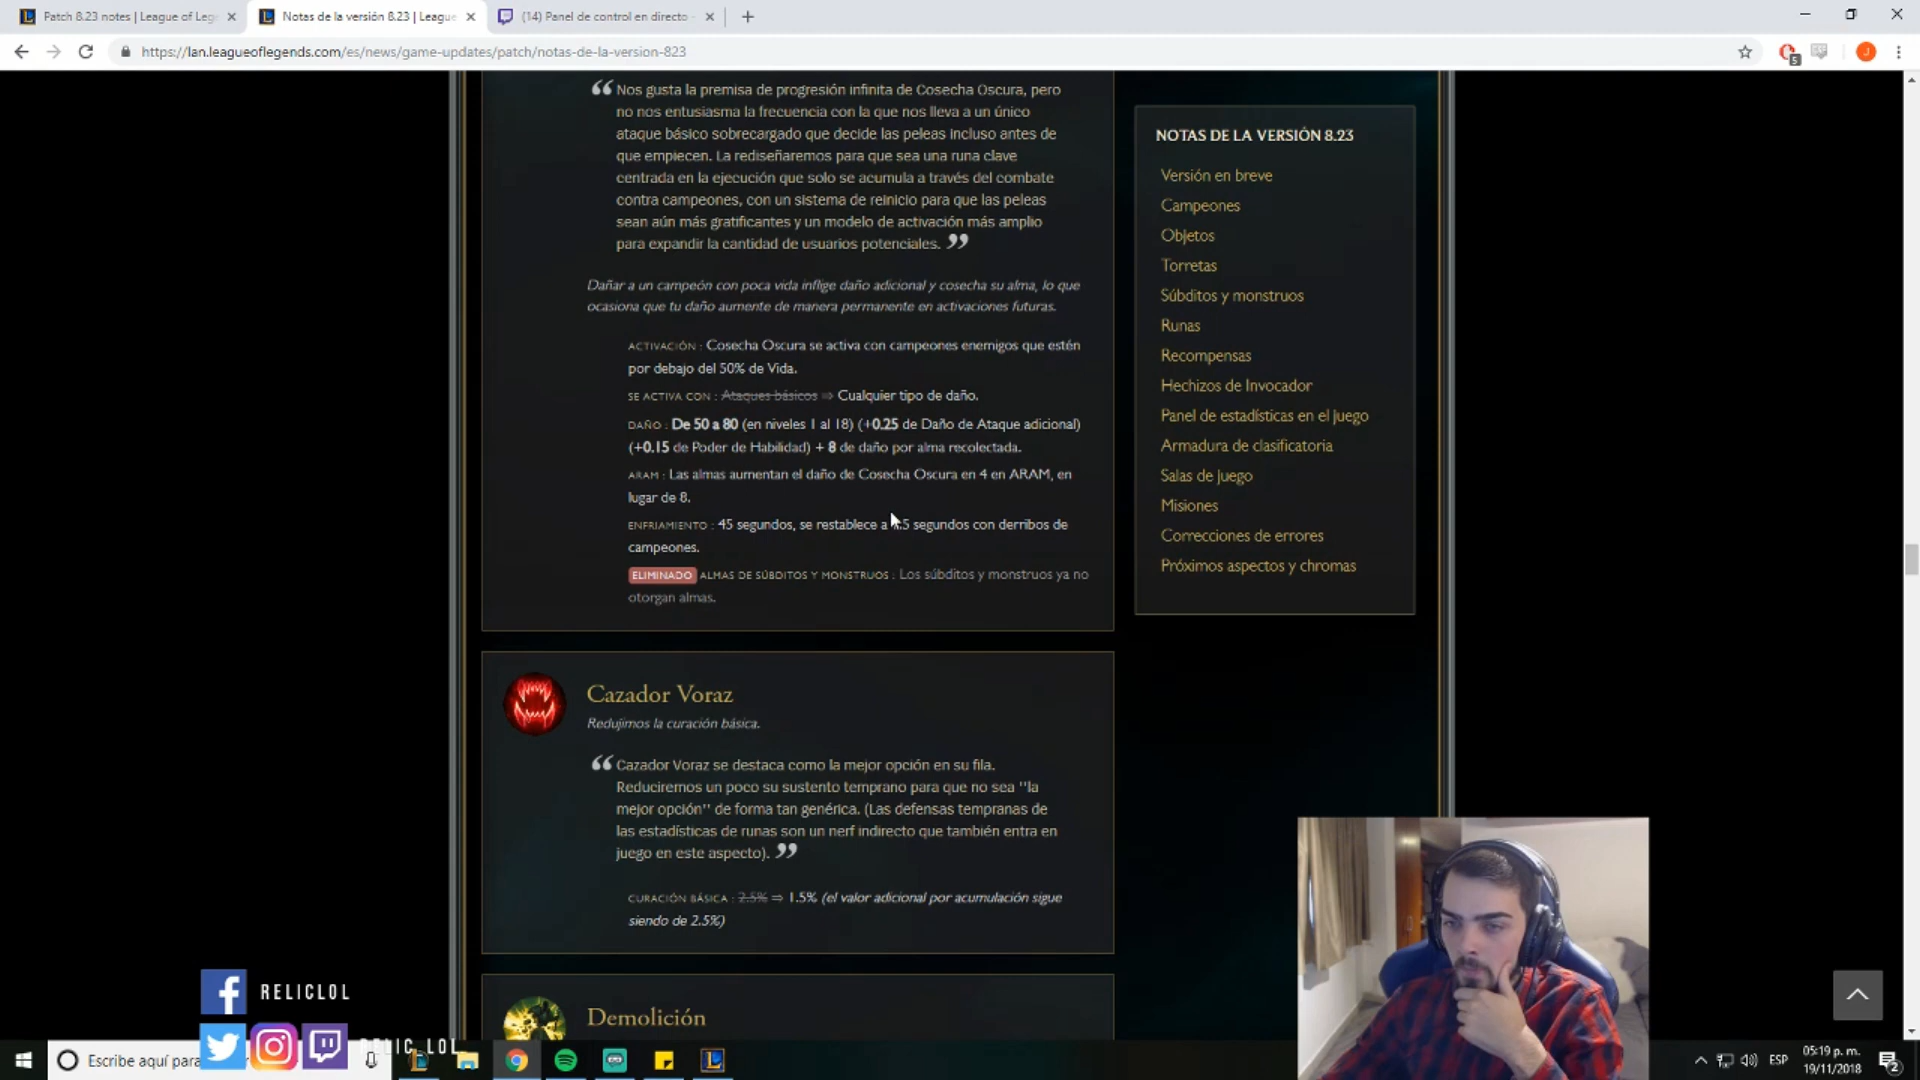 Patch 8.23 notes | League of Leg
Notas de la versión 8.23 | League
(14) Panel de control en directo
https://lan.leagueoflegends.com/es/news/game-updates/patch/notas-de-la-version-823
5
J
“ Nos gusta la premisa de progresión infinita de Cosecha Oscura, pero
no nos entusiasma la frecuencia con la que nos lleva a un único
ataque básico sobrecargado que decide las peleas incluso antes de
que empiecen. La rediseñaremos para que sea una runa clave
centrada en la ejecución que solo se acumula a través del combate
contra campeones, con un sistema de reinicio para que las peleas
sean aún más gratificantes y un modelo de activación más amplio
para expandir la cantidad de usuarios potenciales. ”
Dañar a un campeón con poca vida inflige daño adicional y cosecha su alma, lo que
ocasiona que tu daño aumente de manera permanente en activaciones futuras.
ACTIVACIÓN : Cosecha Oscura se activa con campeones enemigos que estén
por debajo del 50% de Vida.
SE ACTIVA CON : Ataques básicos ⇒ Cualquier tipo de daño.
DAÑO : De 50 a 80 (en niveles 1 al 18) (+0.25 de Daño de Ataque adicional)
(+0.15 de Poder de Habilidad) + 8 de daño por alma recolectada.
ARAM : Las almas aumentan el daño de Cosecha Oscura en 4 en ARAM, en
lugar de 8.
ENFRIAMIENTO : 45 segundos, se restablece a .5 segundos con derribos de
campeones.
ELIMINADO ALMAS DE SÚBDITOS Y MONSTRUOS : Los súbditos y monstruos ya no
otorgan almas.
Cazador Voraz
Redujimos la curación básica.
“ Cazador Voraz se destaca como la mejor opción en su fila.
Reduciremos un poco su sustento temprano para que no sea "la
mejor opción" de forma tan genérica. (Las defensas tempranas de
las estadísticas de runas son un nerf indirecto que también entra en
juego en este aspecto). ”
CURACIÓN BÁSICA : 2.5% ⇒ 1.5% (el valor adicional por acumulación sigue
siendo de 2.5%)
Demolición
NOTAS DE LA VERSIÓN 8.23
Versión en breve
Campeones
Objetos
Torretas
Súbditos y monstruos
Runas
Recompensas
Hechizos de Invocador
Panel de estadísticas en el juego
Armadura de clasificatoria
Salas de juego
Misiones
Correcciones de errores
Próximos aspectos y chromas
RELICLOL
RELIC_LOL
Escribe aquí para
ESP
05:19 p. m.
19/11/2018
2